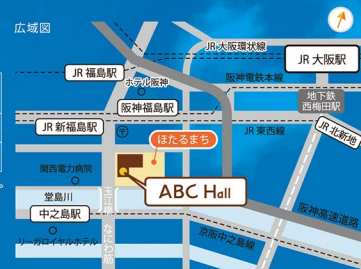 広域図
JR 大阪環状線
JR 大阪駅
JR 福島駅
ホテル阪神
阪神電鉄本線
地下鉄
西梅田駅
阪神福島駅
JR 新福島駅
JR 東西線
JR 北新地
ほたるまち
関西電力病院
ABC Hall
堂島川
玉江橋
なにわ筋
中之島駅
阪神高速道路
リーガロイヤルホテル
京阪中之島線